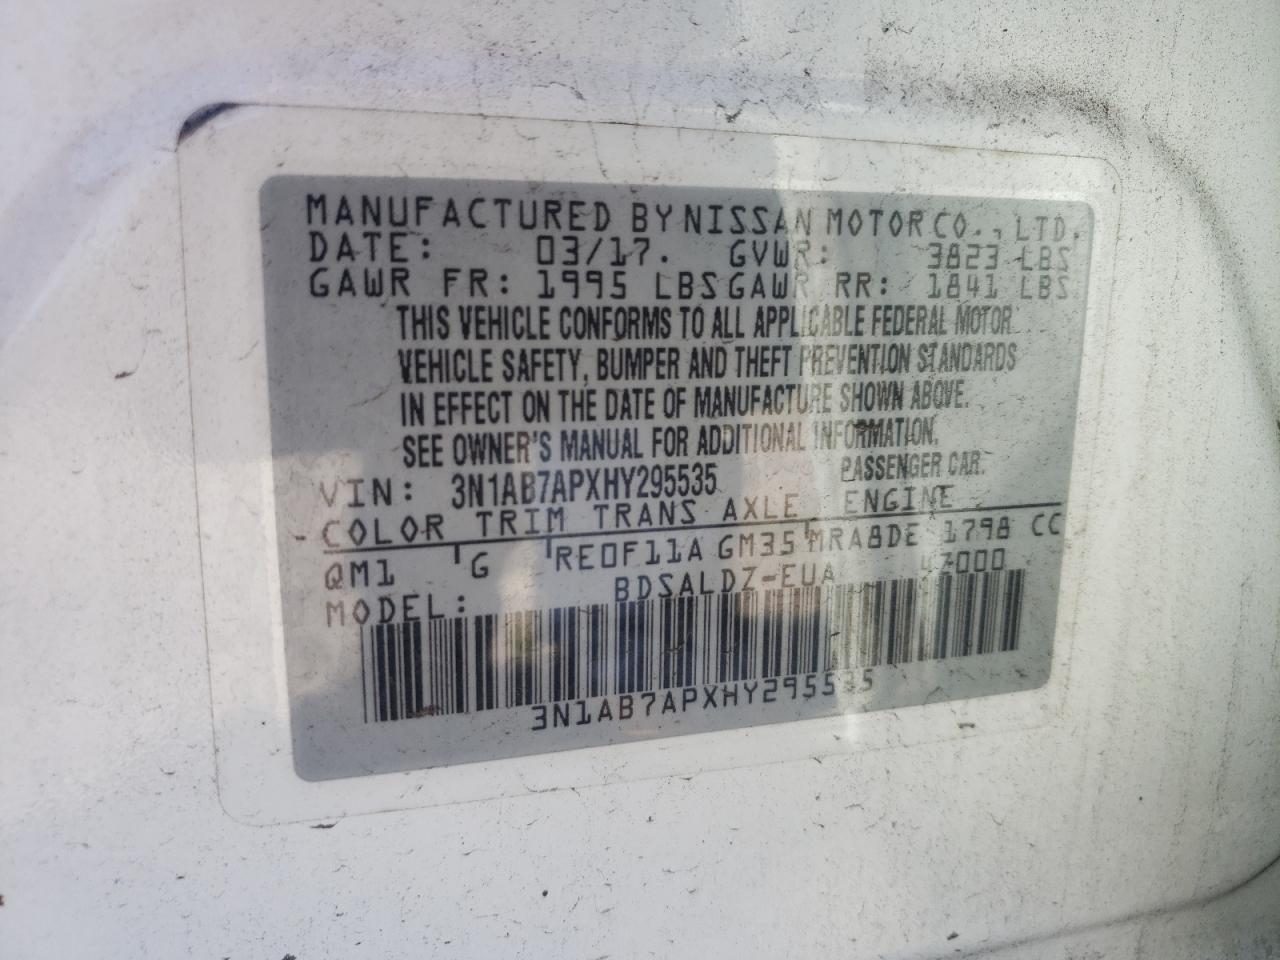 MANUFACTURED BY NISSAN MOTOR CO., LTD.
DATE: 03/17. GVWR: 3823 LBS
GAWR FR: 1995 LBS GAWR RR: 1841 LBS
THIS VEHICLE CONFORMS TO ALL APPLICABLE FEDERAL MOTOR
VEHICLE SAFETY, BUMPER AND THEFT PREVENTION STANDARDS
IN EFFECT ON THE DATE OF MANUFACTURE SHOWN ABOVE.
SEE OWNER'S MANUAL FOR ADDITIONAL INFORMATION.
VIN: 3N1AB7APXHY295535 PASSENGER CAR.
COLOR TRIM TRANS AXLE ENGINE
QM1 G RE0F11A GM35 MRA8DE 1798 CC
MODEL: BDSALDZ-EUA
3N1AB7APXHY295535